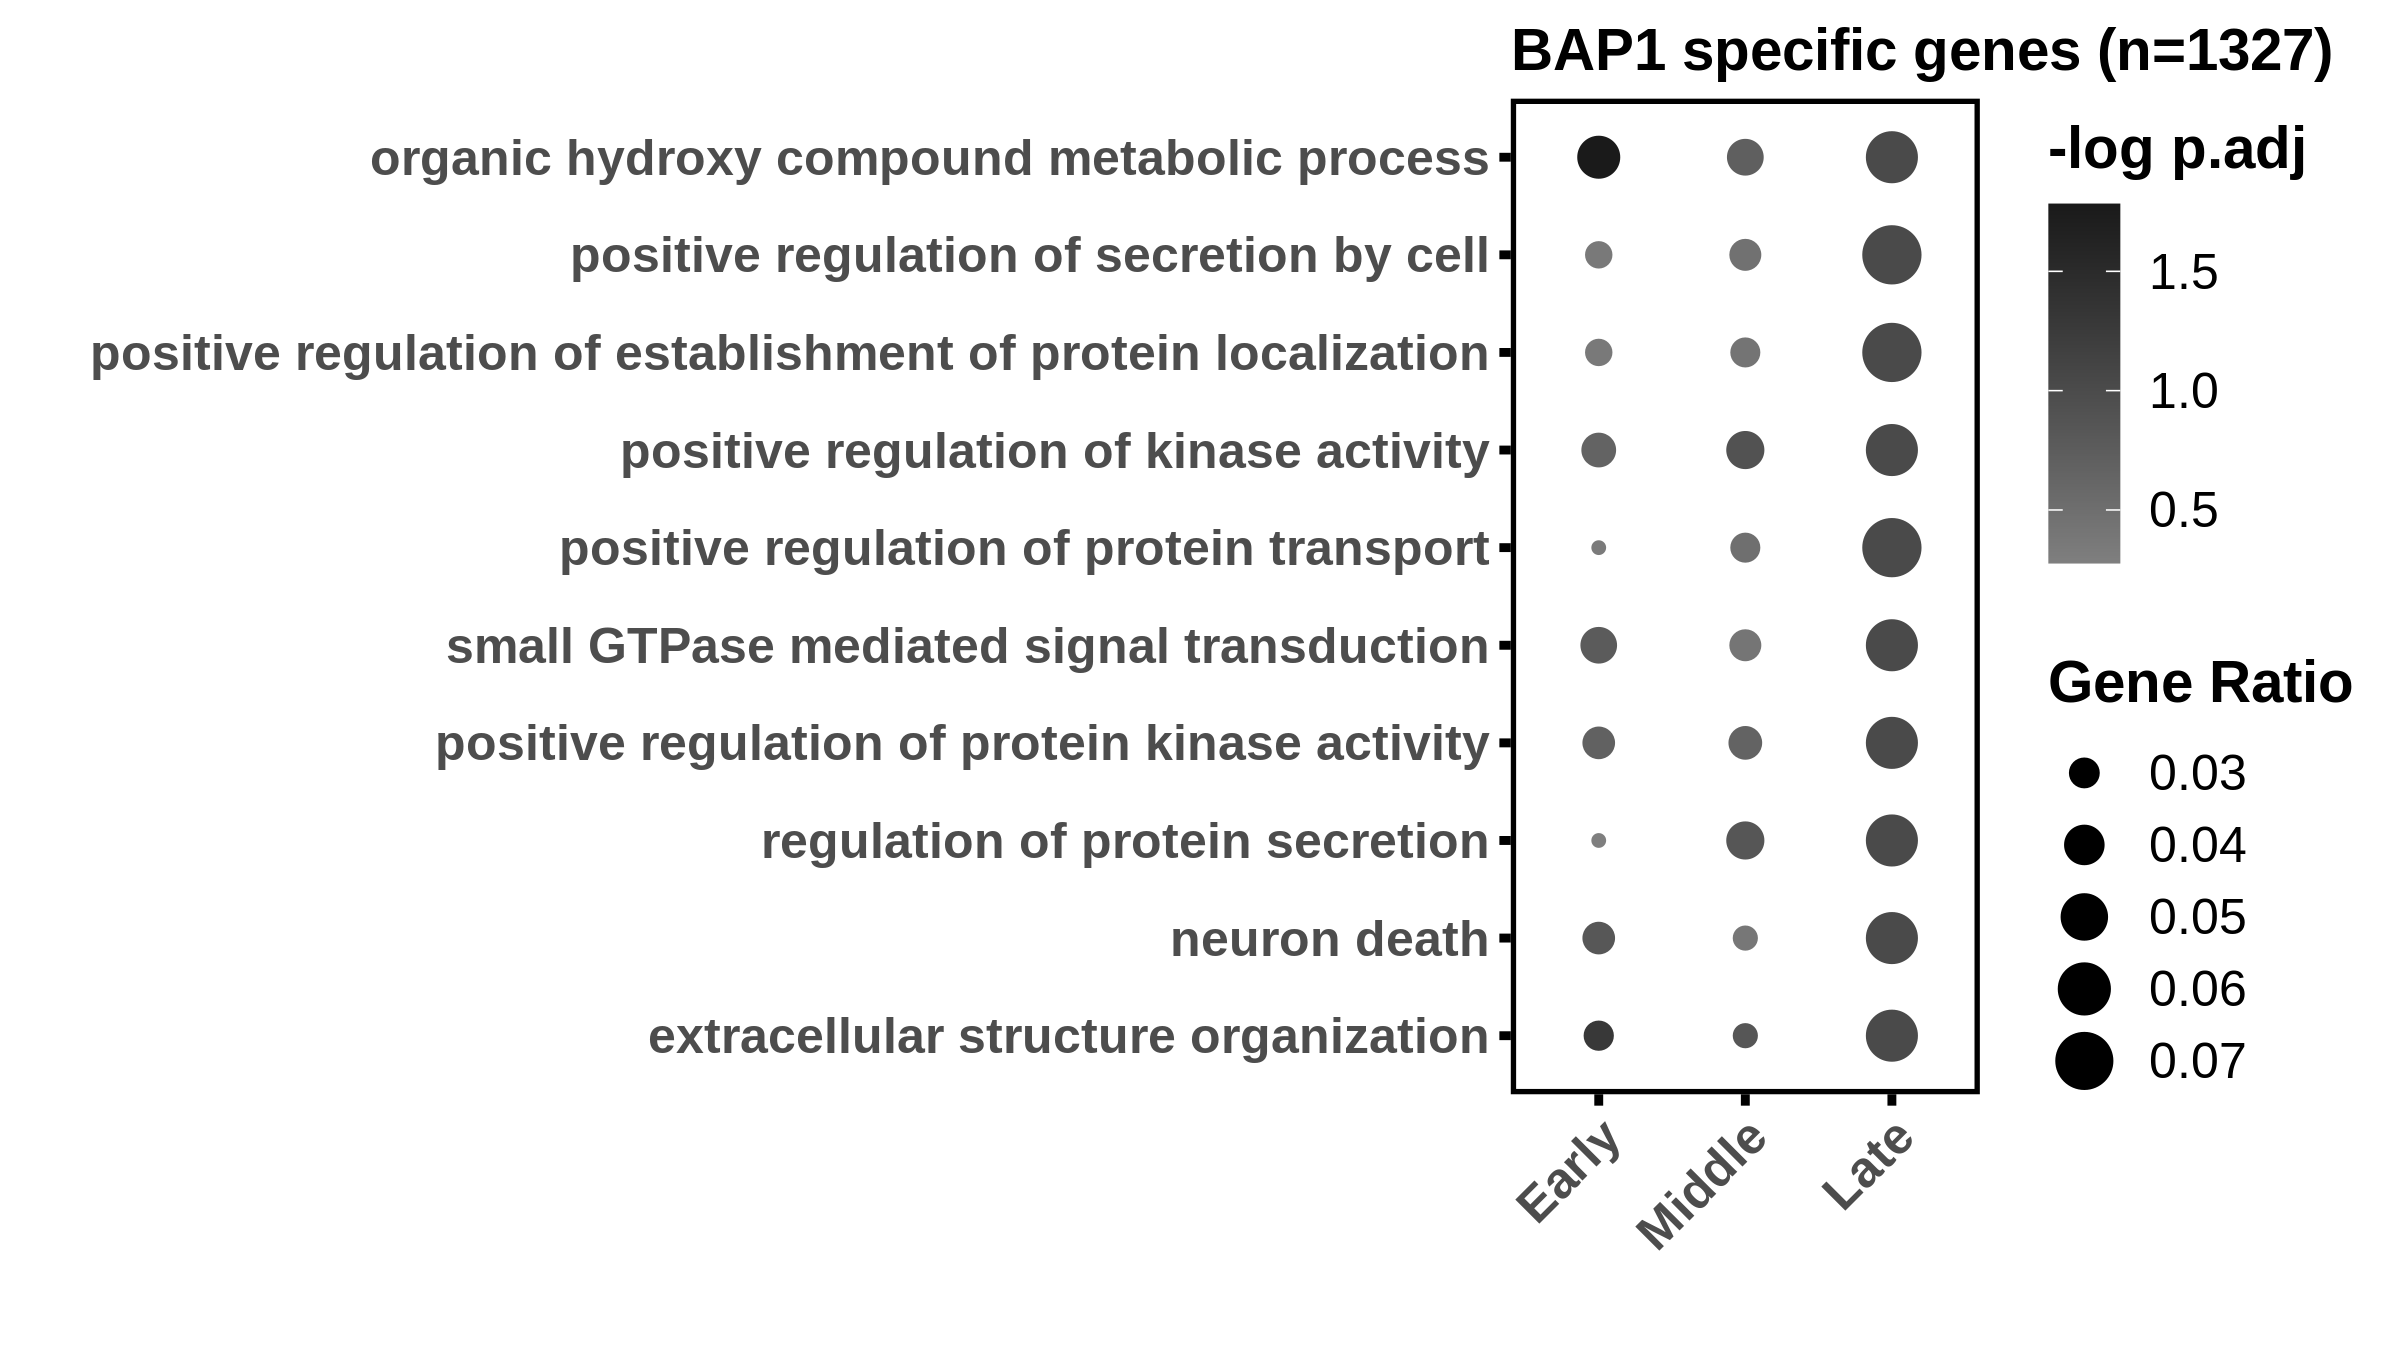 BAP1 specific genes (n=1327)
organic hydroxy compound metabolic process
positive regulation of secretion by cell
positive regulation of establishment of protein localization
positive regulation of kinase activity
positive regulation of protein transport
small GTPase mediated signal transduction
positive regulation of protein kinase activity
regulation of protein secretion
neuron death
extracellular structure organization
Early
Middle
Late
-log p.adj
1.5
1.0
0.5
Gene Ratio
0.03
0.04
0.05
0.06
0.07